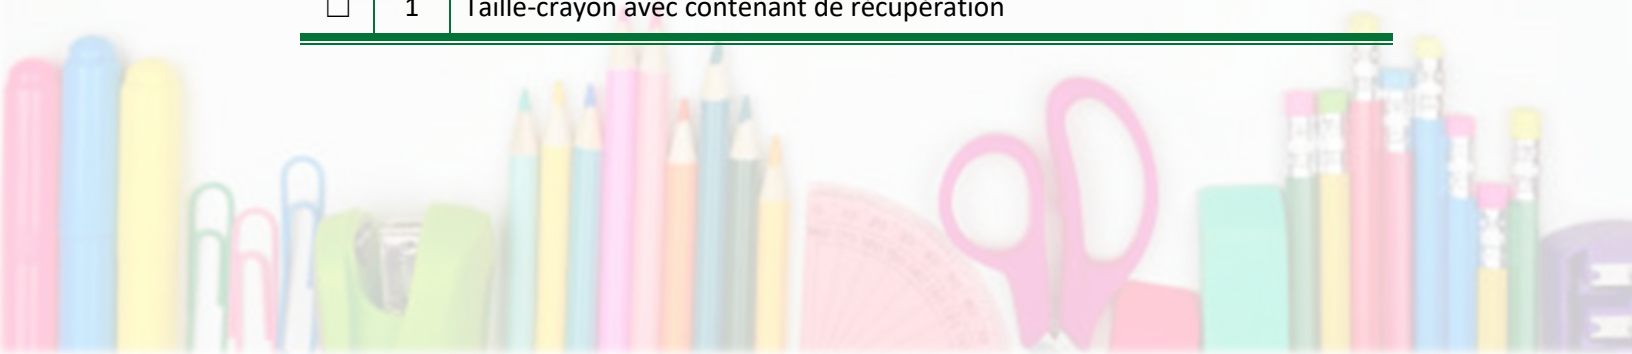 ☐ 1 Taille-crayon avec contenant de récupération